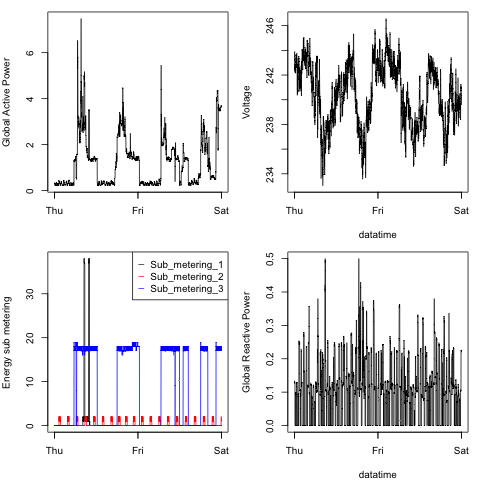 Global Active Power
0
2
4
6
Thu
Fri
Sat
Voltage
234
238
242
246
Thu
Fri
Sat
datatime
Energy sub metering
0
10
20
30
Sub_metering_1
Sub_metering_2
Sub_metering_3
Thu
Fri
Sat
Global Reactive Power
0.0
0.1
0.2
0.3
0.4
0.5
Thu
Fri
Sat
datatime